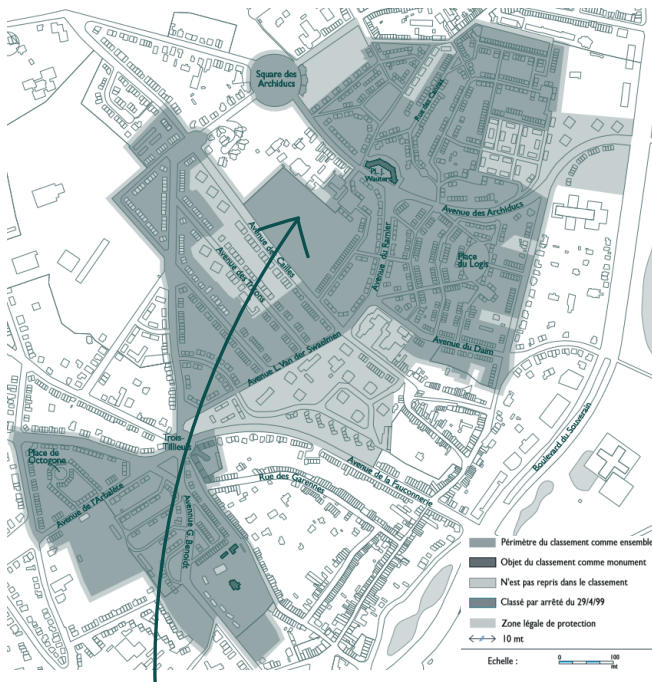 Square des
Archiducs
Rue des Cailles
PL. J.
Wauters
Avenue des Archiducs
Avenue des Cailles
Avenue du Ramier
Place
du Logis
Avenue des Tritons
Avenue L. Van der Swaelmen
Avenue du Daim
Boulevard du Souverain
Trois-
Tilleuls
Place de
Octogone
Avenue de l'Arbalète
Avenue G. Benoidt
Rue des Garennes
Avenue de la Fauconnerie
Périmètre du classement comme ensemble
Objet du classement comme monument
N'est pas repris dans le classement
Classé par arrêté du 29/4/99
Zone légale de protection
10 mt
Echelle :
0
100
mt